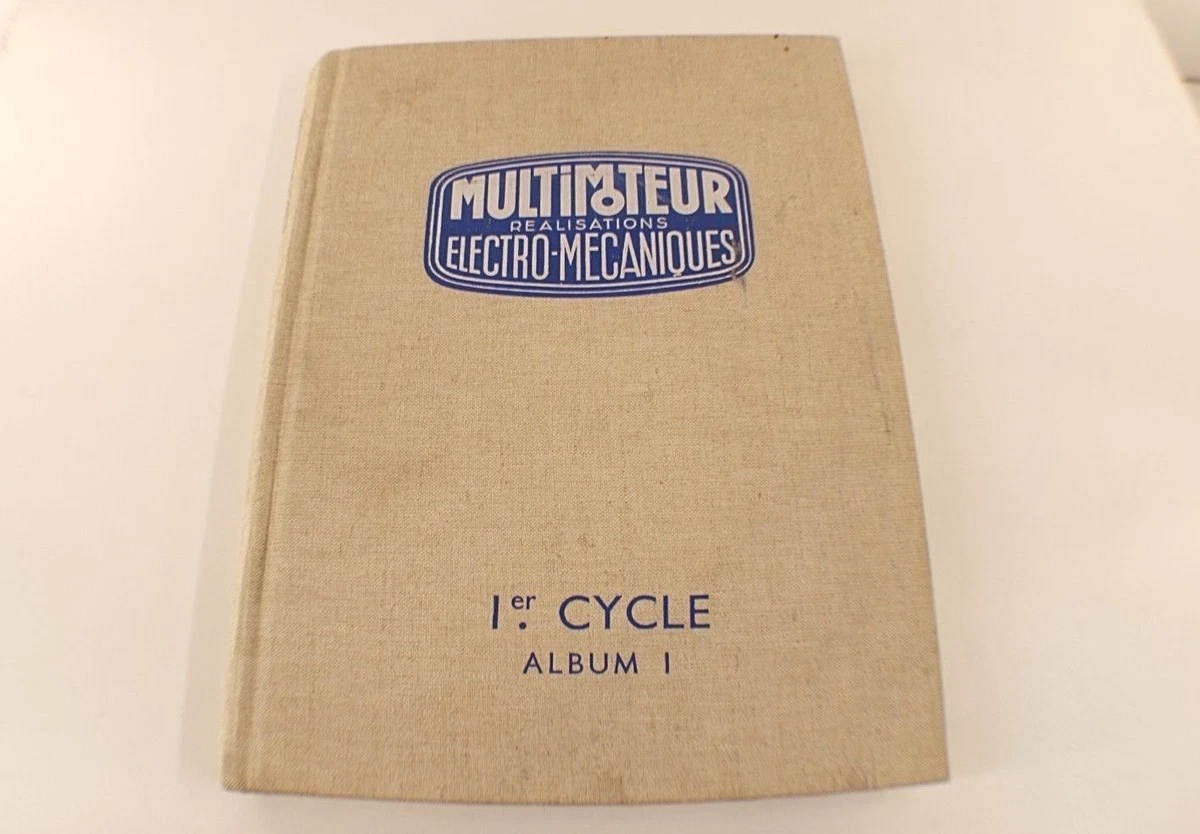 MULTiMOTEUR
REALISATIONS
ELECTRO-MECANIQUES
1er. CYCLE
ALBUM 1